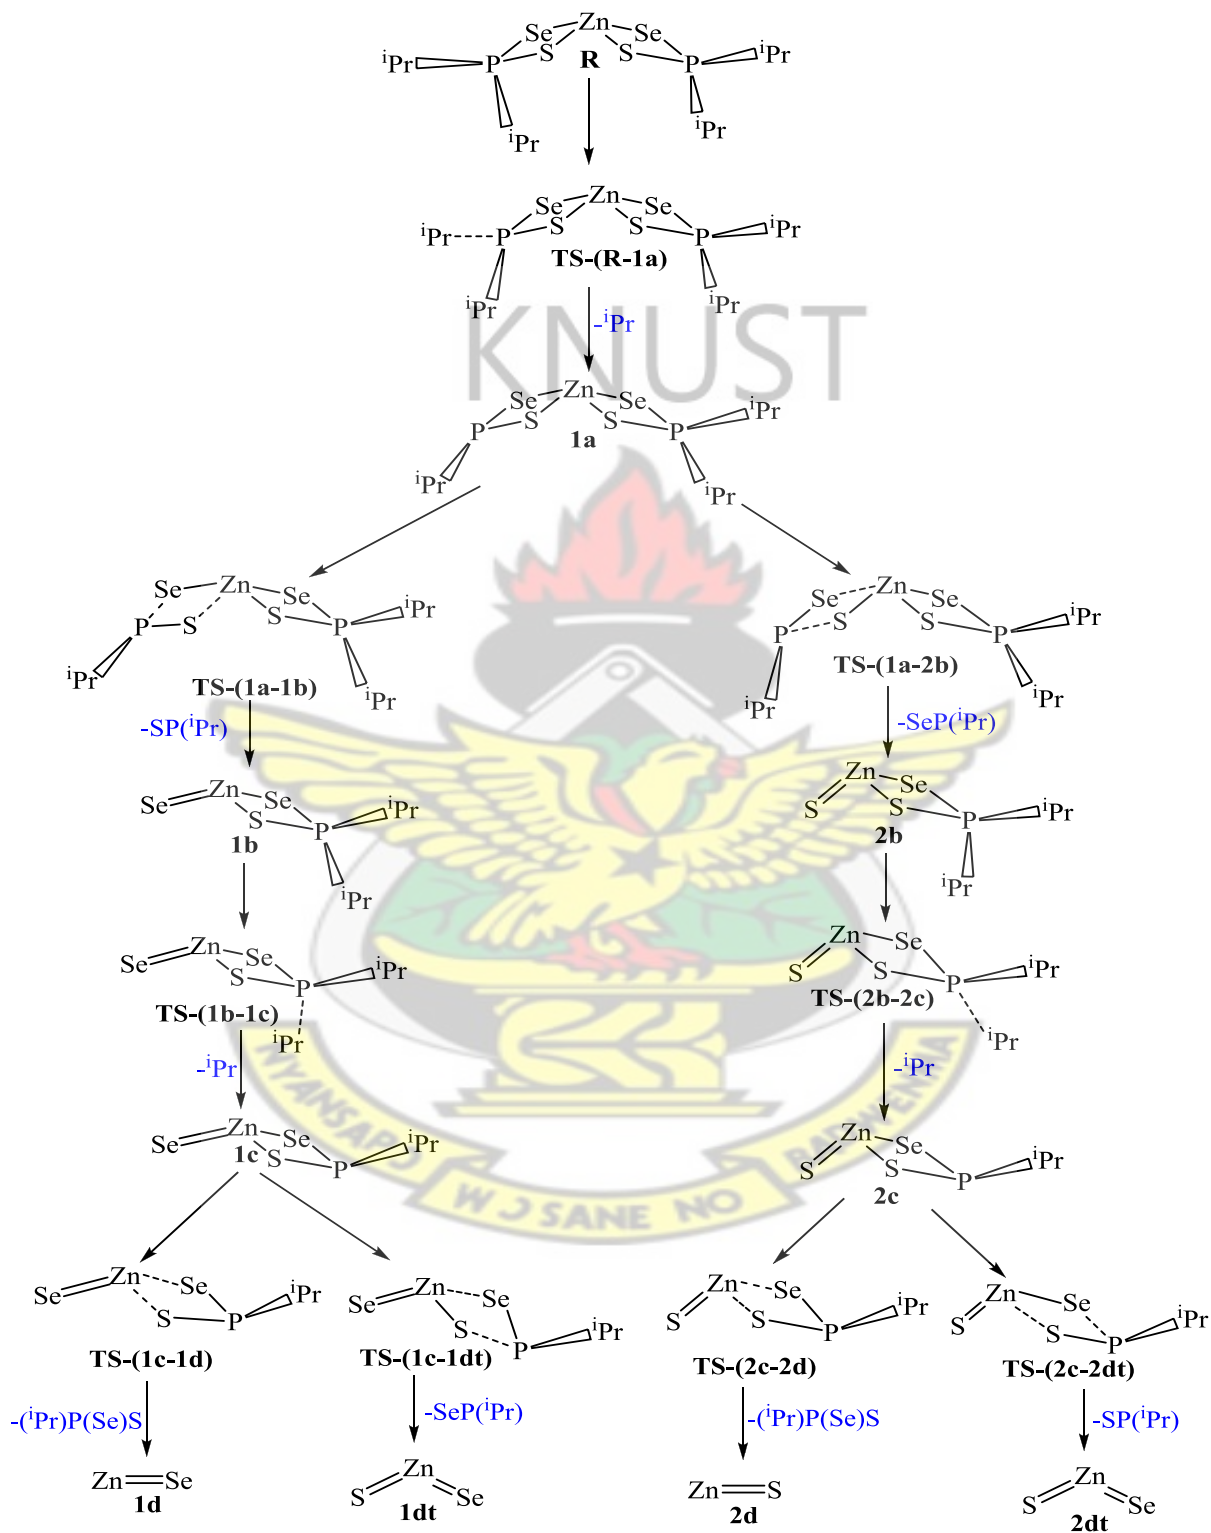 Zn
Se Se
S S
ⁱPr P R P ⁱPr
ⁱPr ⁱPr
Zn
Se Se
S S
ⁱPr P P ⁱPr
TS-(R-1a)
ⁱPr ⁱPr
KNUST
-ⁱPr
Zn
Se Se
S S
P 1a P ⁱPr
ⁱPr ⁱPr
Se Zn Se
P S S P ⁱPr
ⁱPr ⁱPr
TS-(1a-1b)
-SP(ⁱPr)
Zn
Se Se
P S S P ⁱPr
TS-(1a-2b)
ⁱPr ⁱPr
-SeP(ⁱPr)
Se Zn Se
S P ⁱPr
1b
ⁱPr
Zn Se
S S P ⁱPr
2b
ⁱPr
Se Zn Se
S P ⁱPr
TS-(1b-1c)
ⁱPr
-ⁱPr
Zn Se
S S P ⁱPr
TS-(2b-2c)
ⁱPr
-ⁱPr
NYANSAPO
W Ɔ SANE NO
BADWENMA
Se Zn Se ⁱPr
1c S P
Zn Se
S S P ⁱPr
2c
Se Zn Se
S P ⁱPr
TS-(1c-1d)
-(ⁱPr)P(Se)S
Zn Se
1d
Se Zn Se
S P ⁱPr
TS-(1c-1dt)
-SeP(ⁱPr)
Zn
S Se
1dt
Zn Se
S S P ⁱPr
TS-(2c-2d)
-(ⁱPr)P(Se)S
Zn S
2d
Zn Se
S S P ⁱPr
TS-(2c-2dt)
-SP(ⁱPr)
Zn
S Se
2dt